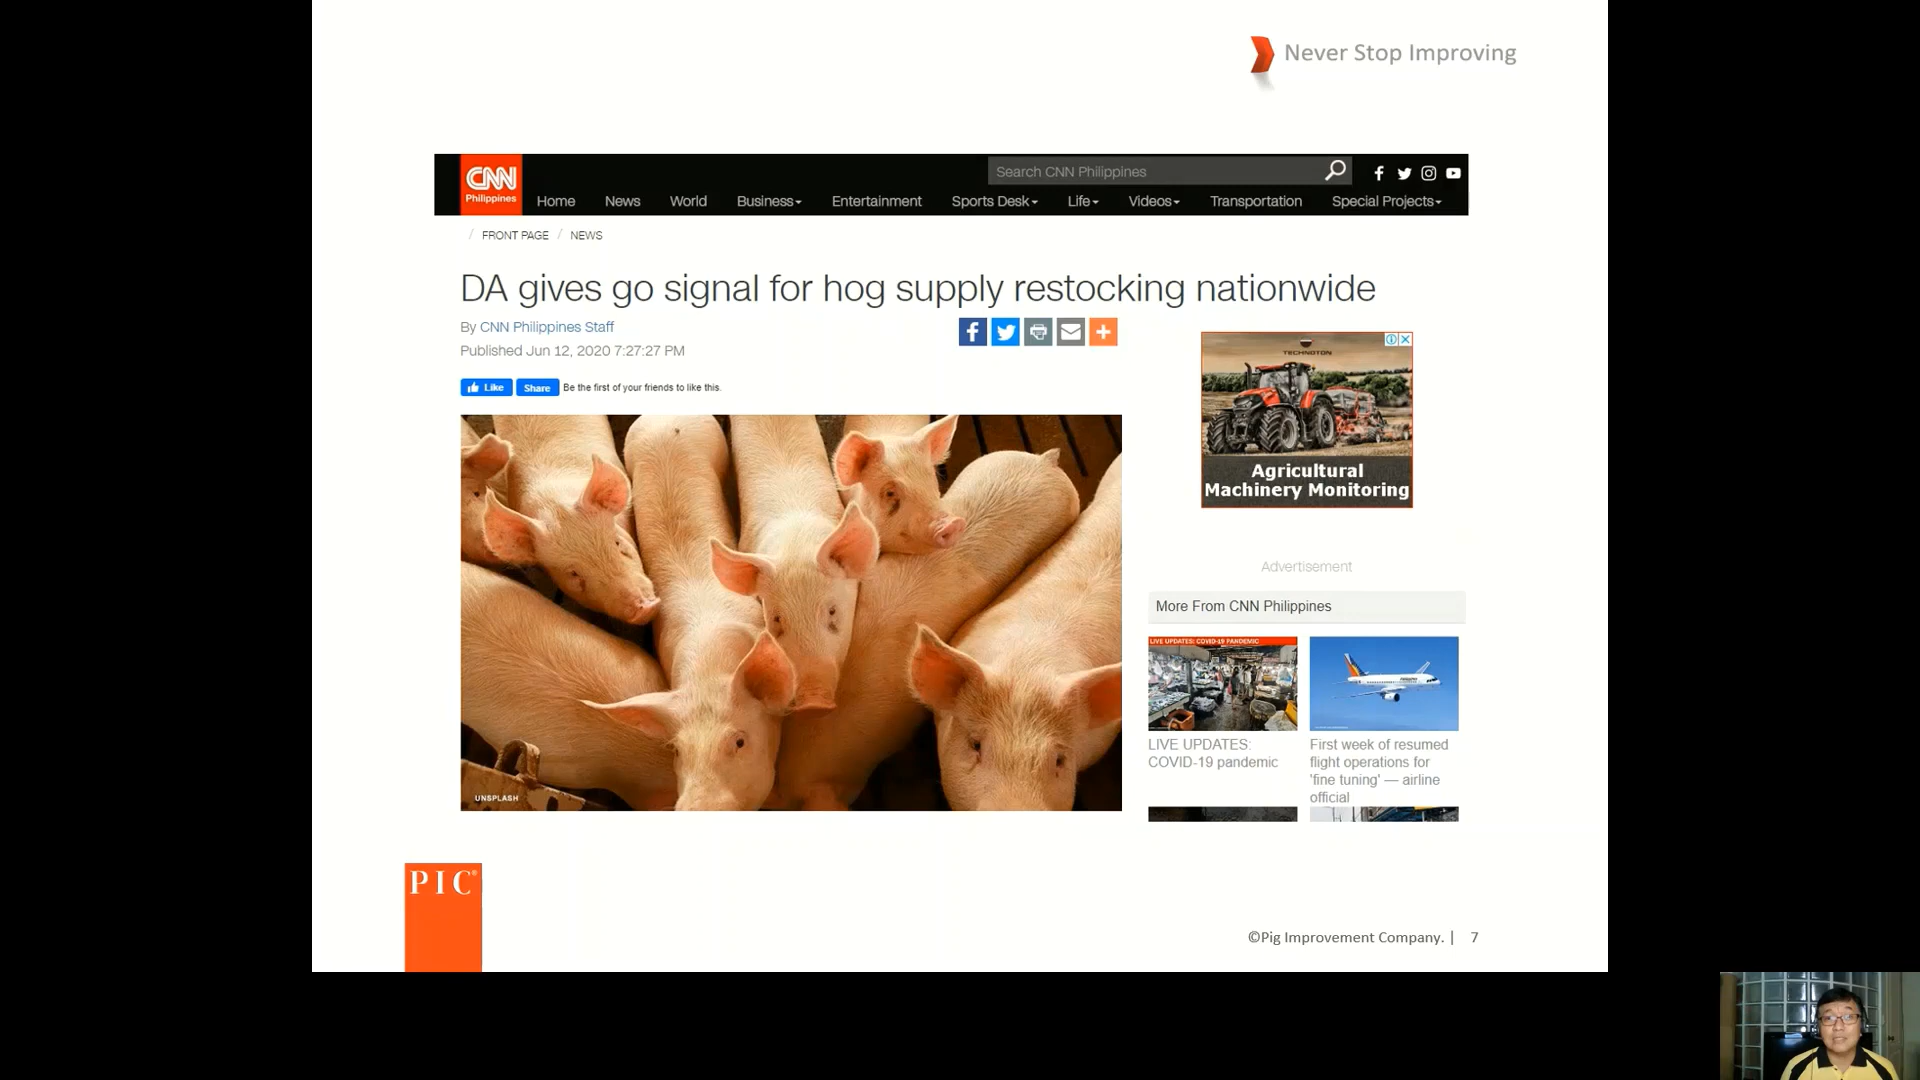 Never Stop Improving
CNN
Philippines
Search CNN Philippines
Home News World Business Entertainment Sports Desk Life Videos Transportation Special Projects
/ FRONT PAGE / NEWS
DA gives go signal for hog supply restocking nationwide
By CNN Philippines Staff
Published Jun 12, 2020 7:27:27 PM
Like Share Be the first of your friends to like this.
UNSPLASH
TECHNOTON
Agricultural
Machinery Monitoring
Advertisement
More From CNN Philippines
LIVE UPDATES: COVID-19 PANDEMIC
LIVE UPDATES:
COVID-19 pandemic
First week of resumed
flight operations for
'fine tuning' — airline
official
PIC®
©Pig Improvement Company. | 7